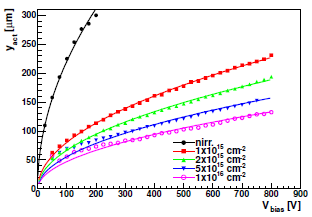 y_act [μm]
300
250
200
150
100
50
0
0 100 200 300 400 500 600 700 800 900
V_bias [V]
nirr.
1x10^15 cm^-2
2x10^15 cm^-2
5x10^15 cm^-2
1x10^16 cm^-2